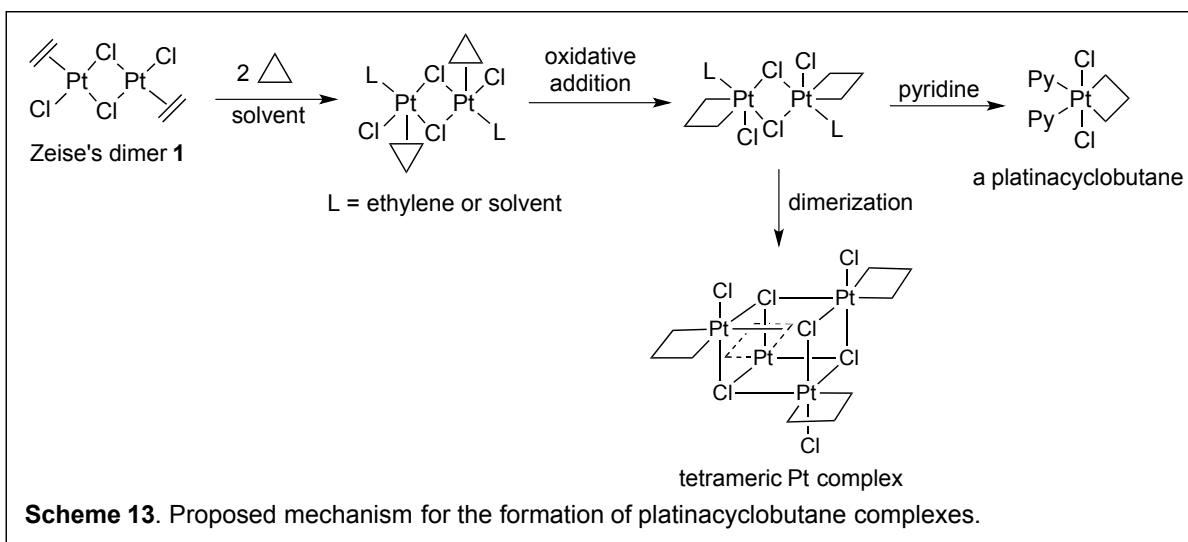 Cl Cl
Pt Pt
Cl Cl
Zeise's dimer 1
2
solvent
L Cl Cl
Pt Pt
Cl Cl L
L = ethylene or solvent
oxidative
addition
L Cl Cl
Pt Pt
Cl Cl L
pyridine
Cl
Py
Pt
Py
Cl
a platinacyclobutane
dimerization
Cl
Cl Cl Pt
Pt Cl
Pt Cl
Cl Pt
Cl
tetrameric Pt complex
Scheme 13. Proposed mechanism for the formation of platinacyclobutane complexes.